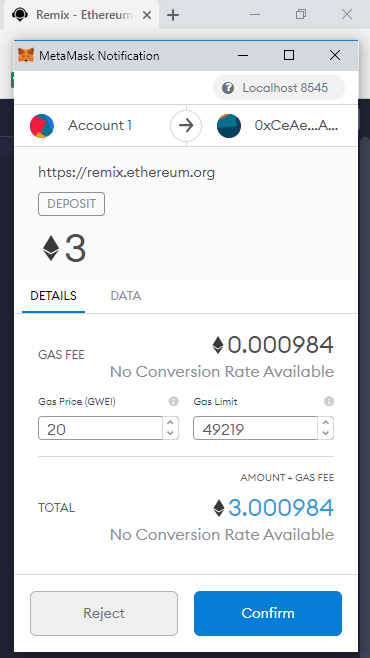 Remix - Ethereum
MetaMask Notification
Localhost 8545
Account 1
0xCeAe...A...
https://remix.ethereum.org
DEPOSIT
3
DETAILS
DATA
GAS FEE
0.000984
No Conversion Rate Available
Gas Price (GWEI)
Gas Limit
20
49219
AMOUNT + GAS FEE
TOTAL
3.000984
No Conversion Rate Available
Reject
Confirm